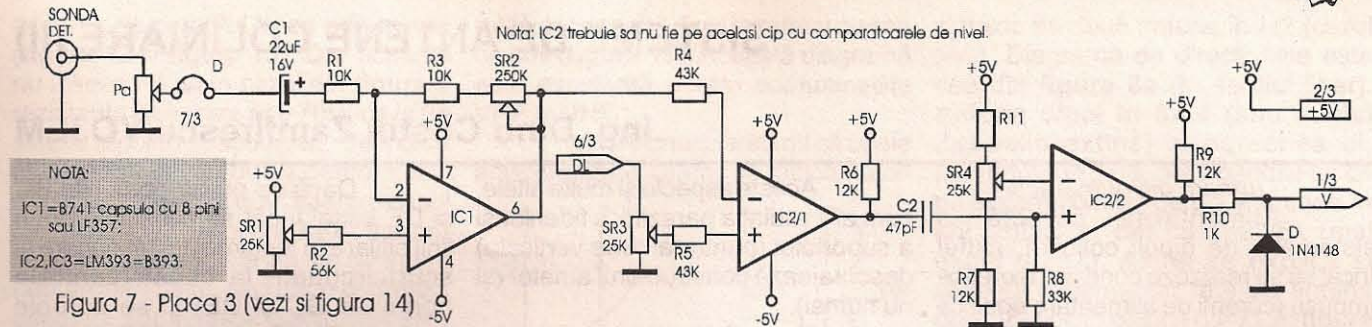 SONDA
DET.
Pa
D
7/3
C1
22uF
16V
+
R1
10K
R3
10K
SR2
250K
Nota: IC2 trebuie sa nu fie pe acelasi cip cu comparatoarele de nivel.
R4
43K
NOTA:
IC1=B741 capsula cu 8 pini
sau LF357;
IC2,IC3=LM393=B393.
+5V
SR1
25K
R2
56K
+5V
7
2
3
6
4
IC1
-5V
6/3
DL
SR3
25K
R5
43K
+5V
IC2/1
-5V
+5V
R6
12K
C2
47pF
+5V
R11
SR4
25K
R7
12K
R8
33K
IC2/2
+5V
R9
12K
R10
1K
D
1N4148
2/3
+5V
1/3
V
Figura 7 - Placa 3 (vezi si figura 14)